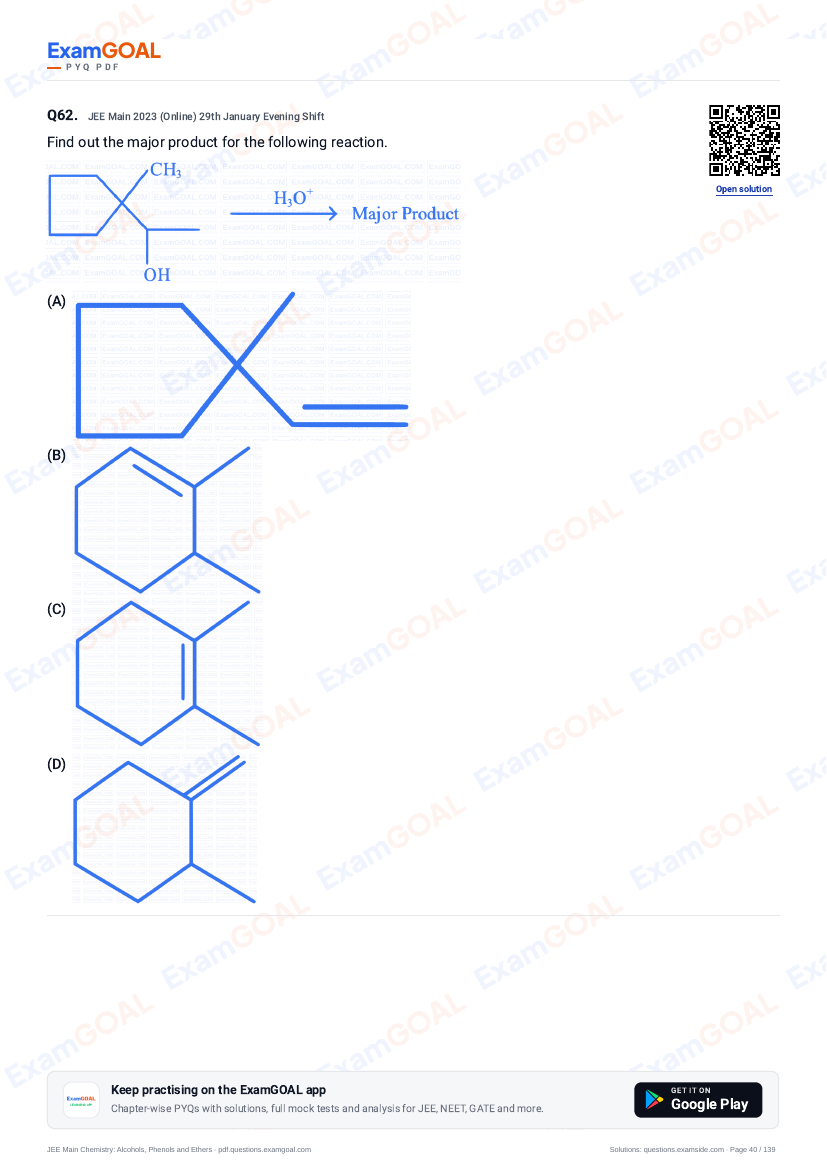 ExamGOAL
PYQ PDF
Q62. JEE Main 2023 (Online) 29th January Evening Shift
Find out the major product for the following reaction.
Open solution
CH₃
H₃O⁺
Major Product
OH
(A)
(B)
(C)
(D)
Keep practising on the ExamGOAL app
Chapter-wise PYQs with solutions, full mock tests and analysis for JEE, NEET, GATE and more.
GET IT ON
Google Play
JEE Main Chemistry: Alcohols, Phenols and Ethers · pdf.questions.examgoal.com
Solutions: questions.examside.com · Page 40 / 139